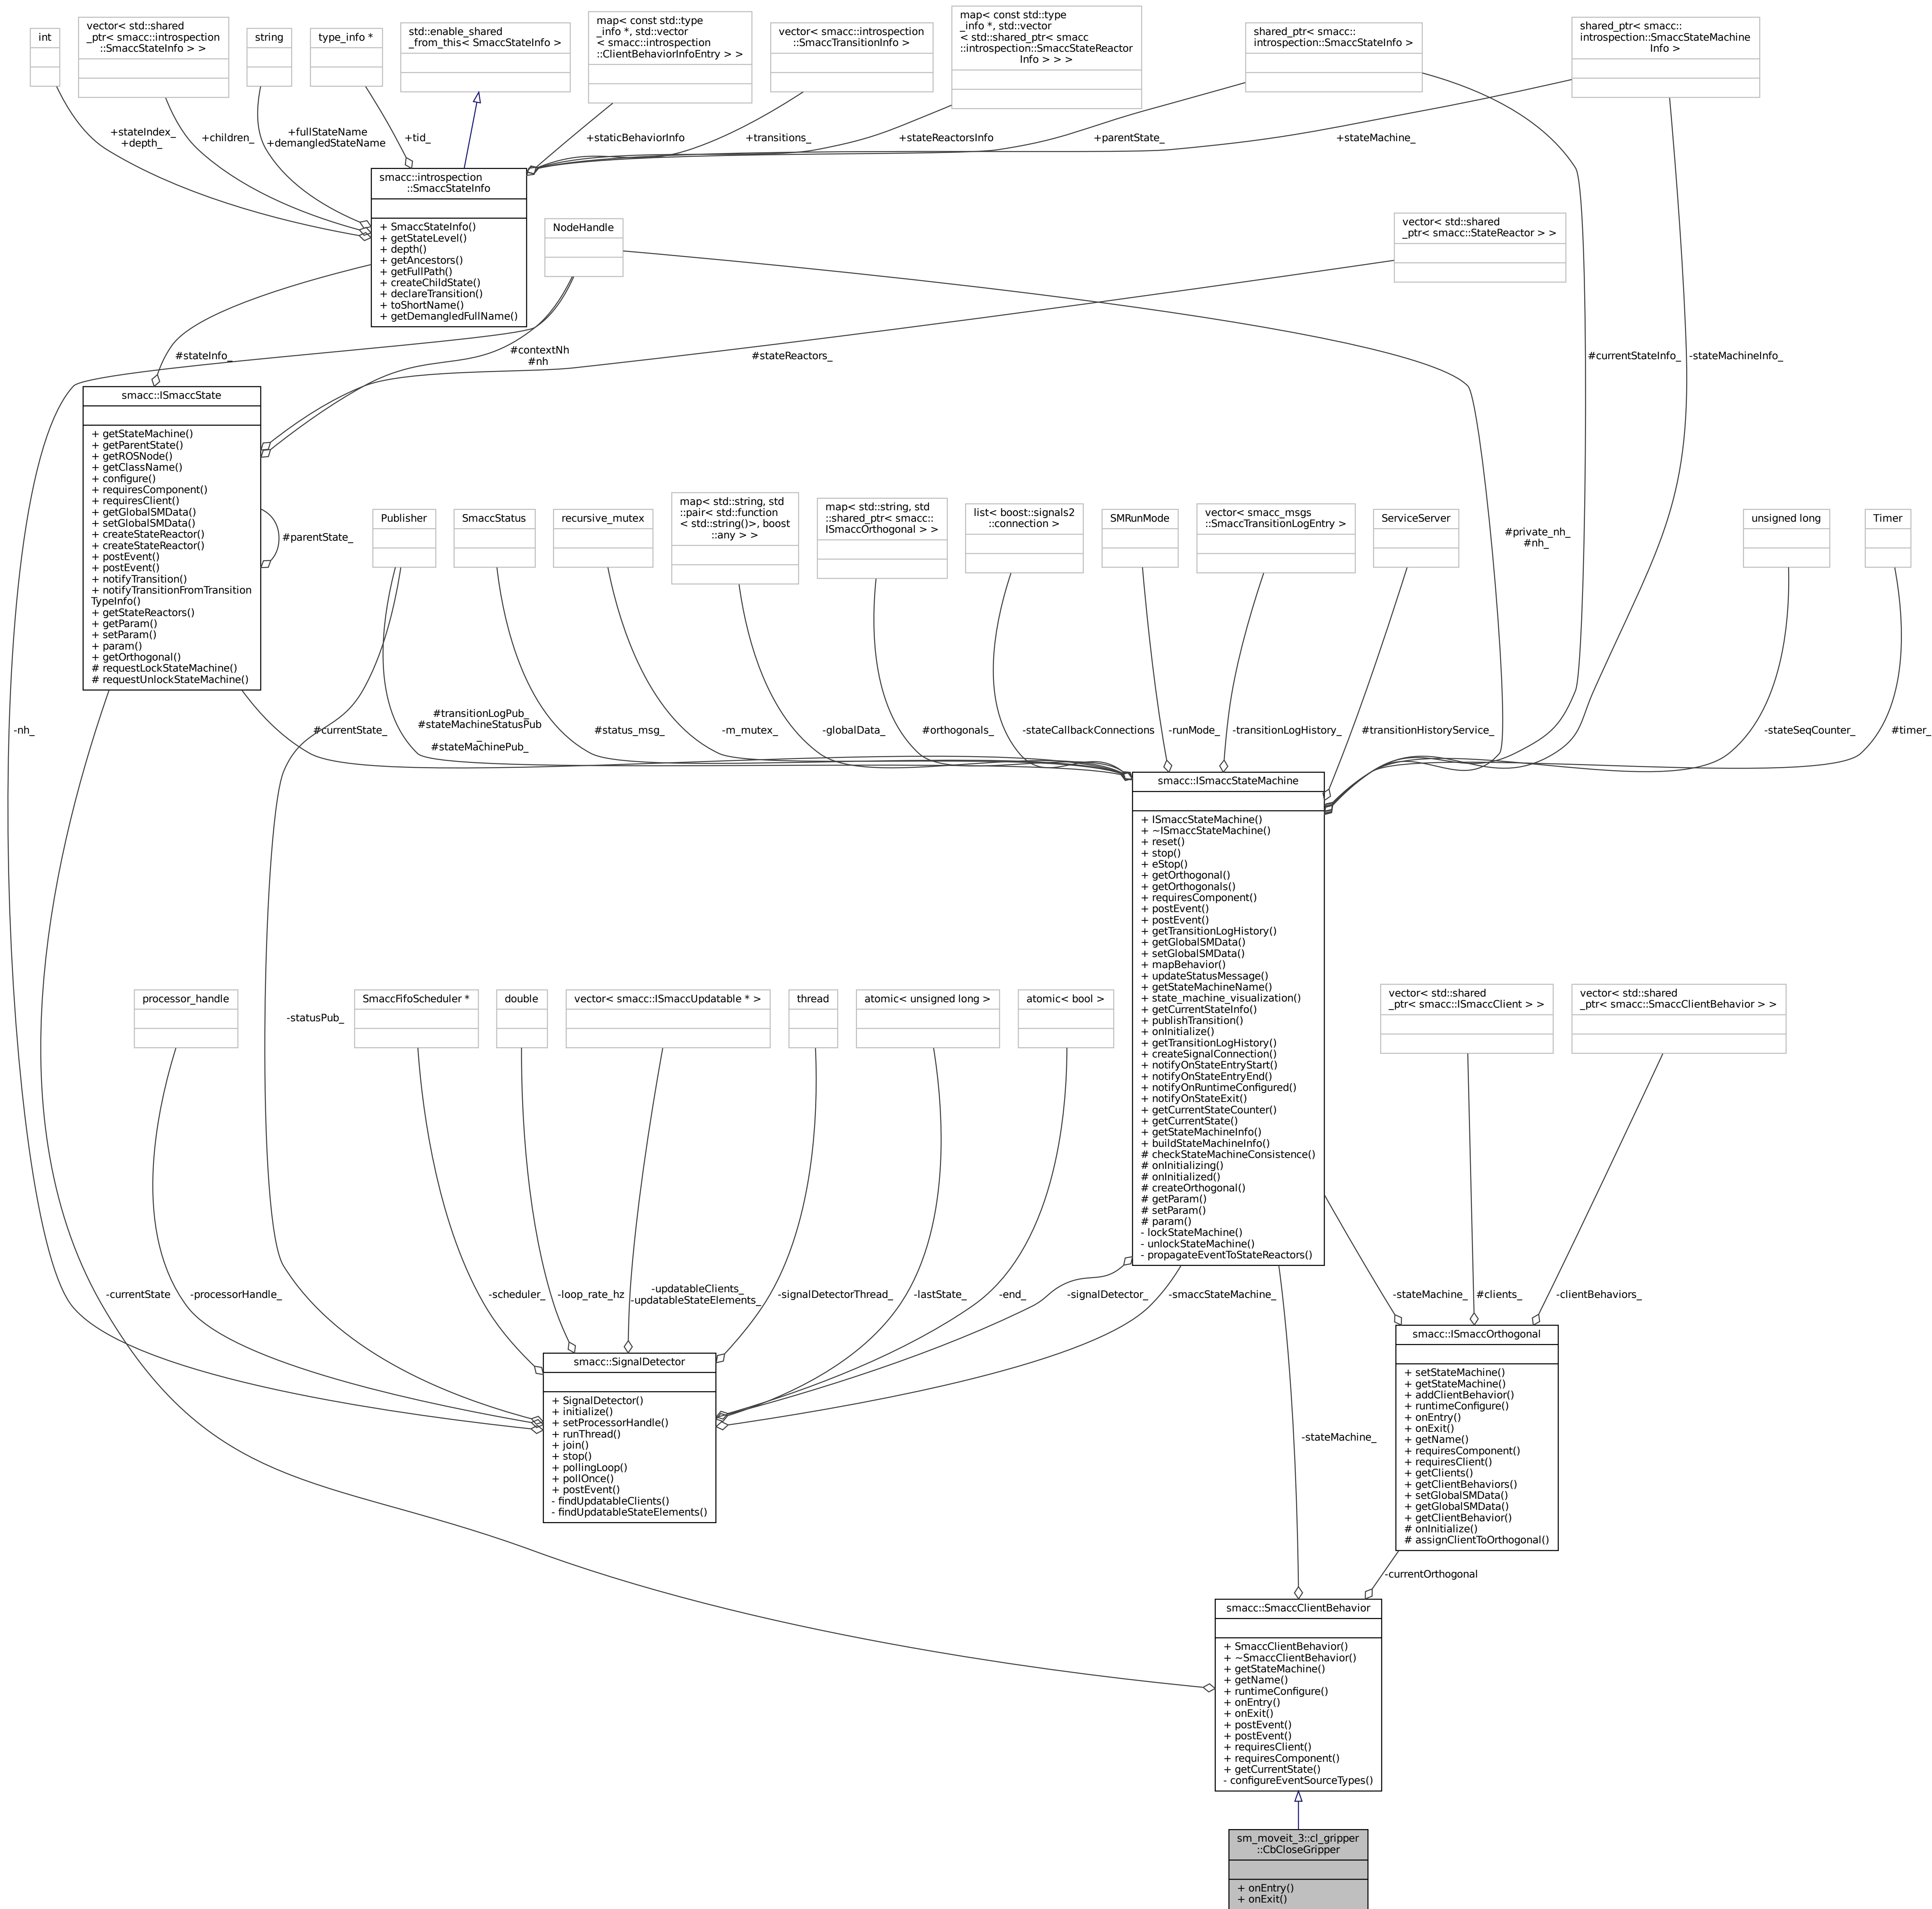 int
vector< std::shared
_ptr< smacc::introspection
::SmaccStateInfo > >
string
type_info *
std::enable_shared
_from_this< SmaccStateInfo >
map< const std::type
_info *, std::vector
< smacc::introspection
::ClientBehaviorInfoEntry > >
vector< smacc::introspection
::SmaccTransitionInfo >
map< const std::type
_info *, std::vector
< std::shared_ptr< smacc
::introspection::SmaccStateReactor
Info > > >
shared_ptr< smacc::
introspection::SmaccStateInfo >
shared_ptr< smacc::
introspection::SmaccStateMachine
Info >
+stateIndex_
+depth_
+children_
+fullStateName
+demangledStateName
+tid_
+staticBehaviorInfo
+transitions_
+stateReactorsInfo
+parentState_
+stateMachine_
smacc::introspection
::SmaccStateInfo
+ SmaccStateInfo()
+ getStateLevel()
+ depth()
+ getAncestors()
+ getFullPath()
+ createChildState()
+ declareTransition()
+ toShortName()
+ getDemangledFullName()
NodeHandle
vector< std::shared
_ptr< smacc::StateReactor > >
#stateInfo_
#contextNh
#nh
#stateReactors_
#currentStateInfo_
-stateMachineInfo_
smacc::ISmaccState
+ getStateMachine()
+ getParentState()
+ getROSNode()
+ getClassName()
+ configure()
+ requiresComponent()
+ requiresClient()
+ getGlobalSMData()
+ setGlobalSMData()
+ createStateReactor()
+ createStateReactor()
+ postEvent()
+ postEvent()
+ notifyTransition()
+ notifyTransitionFromTransition
TypeInfo()
+ getStateReactors()
+ getParam()
+ setParam()
+ param()
+ getOrthogonal()
# requestLockStateMachine()
# requestUnlockStateMachine()
#parentState_
Publisher
SmaccStatus
recursive_mutex
map< std::string, std
::pair< std::function
< std::string()>, boost
::any > >
map< std::string, std
::shared_ptr< smacc::
ISmaccOrthogonal > >
list< boost::signals2
::connection >
SMRunMode
vector< smacc_msgs
::SmaccTransitionLogEntry >
ServiceServer
#private_nh_
#nh_
unsigned long
Timer
-nh_
#currentState_
#transitionLogPub_
#stateMachineStatusPub
_
#stateMachinePub_
#status_msg_
-m_mutex_
-globalData_
#orthogonals_
-stateCallbackConnections
-runMode_
-transitionLogHistory_
#transitionHistoryService_
-stateSeqCounter_
#timer_
smacc::ISmaccStateMachine
+ ISmaccStateMachine()
+ ~ISmaccStateMachine()
+ reset()
+ stop()
+ eStop()
+ getOrthogonal()
+ getOrthogonals()
+ requiresComponent()
+ postEvent()
+ postEvent()
+ getTransitionLogHistory()
+ getGlobalSMData()
+ setGlobalSMData()
+ mapBehavior()
+ updateStatusMessage()
+ getStateMachineName()
+ state_machine_visualization()
+ getCurrentStateInfo()
+ publishTransition()
+ onInitialize()
+ getTransitionLogHistory()
+ createSignalConnection()
+ notifyOnStateEntryStart()
+ notifyOnStateEntryEnd()
+ notifyOnRuntimeConfigured()
+ notifyOnStateExit()
+ getCurrentStateCounter()
+ getCurrentState()
+ getStateMachineInfo()
+ buildStateMachineInfo()
# checkStateMachineConsistence()
# onInitializing()
# onInitialized()
# createOrthogonal()
# getParam()
# setParam()
# param()
- lockStateMachine()
- unlockStateMachine()
- propagateEventToStateReactors()
processor_handle
-statusPub_
SmaccFifoScheduler *
double
vector< smacc::ISmaccUpdatable * >
thread
atomic< unsigned long >
atomic< bool >
vector< std::shared
_ptr< smacc::ISmaccClient > >
vector< std::shared
_ptr< smacc::SmaccClientBehavior > >
-currentState
-processorHandle_
-scheduler_
-loop_rate_hz
-updatableClients_
-updatableStateElements_
-signalDetectorThread_
-lastState_
-end_
-signalDetector_
-smaccStateMachine_
-stateMachine_
#clients_
-clientBehaviors_
smacc::SignalDetector
+ SignalDetector()
+ initialize()
+ setProcessorHandle()
+ runThread()
+ join()
+ stop()
+ pollingLoop()
+ pollOnce()
+ postEvent()
- findUpdatableClients()
- findUpdatableStateElements()
-stateMachine_
smacc::ISmaccOrthogonal
+ setStateMachine()
+ getStateMachine()
+ addClientBehavior()
+ runtimeConfigure()
+ onEntry()
+ onExit()
+ getName()
+ requiresComponent()
+ requiresClient()
+ getClients()
+ getClientBehaviors()
+ setGlobalSMData()
+ getGlobalSMData()
+ getClientBehavior()
# onInitialize()
# assignClientToOrthogonal()
-currentOrthogonal
smacc::SmaccClientBehavior
+ SmaccClientBehavior()
+ ~SmaccClientBehavior()
+ getStateMachine()
+ getName()
+ runtimeConfigure()
+ onEntry()
+ onExit()
+ postEvent()
+ postEvent()
+ requiresClient()
+ requiresComponent()
+ getCurrentState()
- configureEventSourceTypes()
sm_moveit_3::cl_gripper
::CbCloseGripper
+ onEntry()
+ onExit()